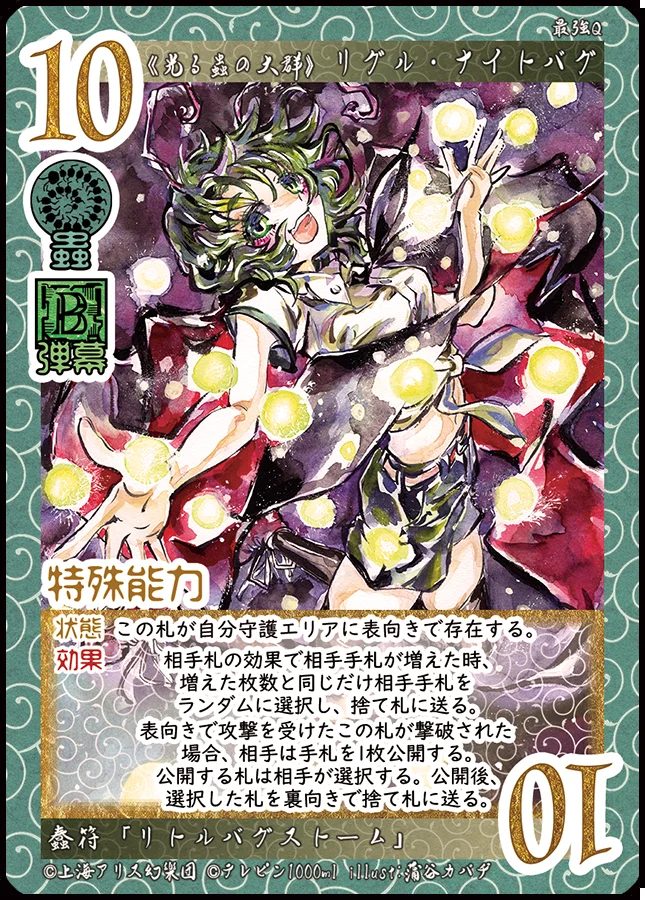 最強Q
10
《光る蟲の大群》 リグル・ナイトバグ
蟲
B
弾幕
特殊能力
状態 この札が自分守護エリアに表向きで存在する。
効果 相手札の効果で相手手札が増えた時、
増えた枚数と同じだけ相手手札を
ランダムに選択し、捨て札に送る。
表向きで攻撃を受けたこの札が撃破された
場合、相手は手札を1枚公開する。
公開する札は相手が選択する。公開後、
選択した札を裏向きで捨て札に送る。
10
蠢符「リトルバグストーム」
©上海アリス幻樂団 ©テレピン1000ml illust:蒲谷カバヂ